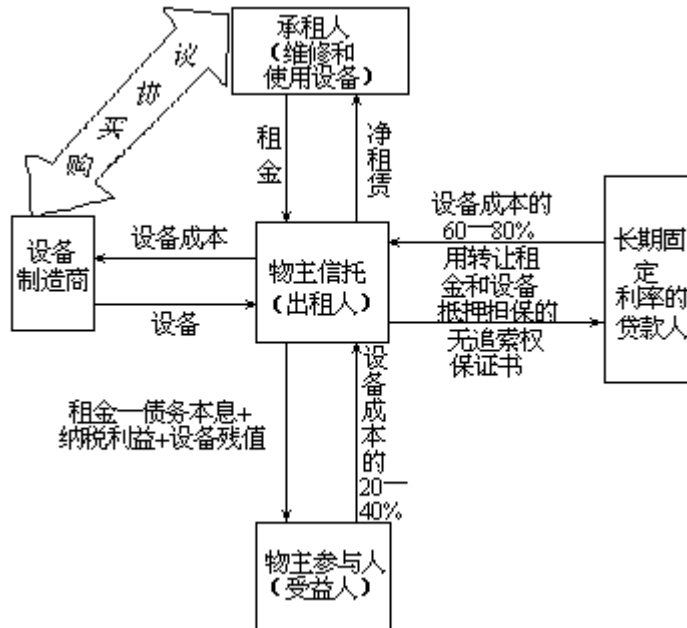 承租人
(维修和
使用设备)
购买协议
租金
净租赁
设备
制造商
设备成本
设备
物主信托
(出租人)
设备成本的
60—80%
用转让租
金和设备
抵押担保的
无追索权
保证书
长期固
定
利率的
贷款人
租金—债务本息+
纳税利益+设备残值
设备成本的20—
40%
物主参与人
(受益人)